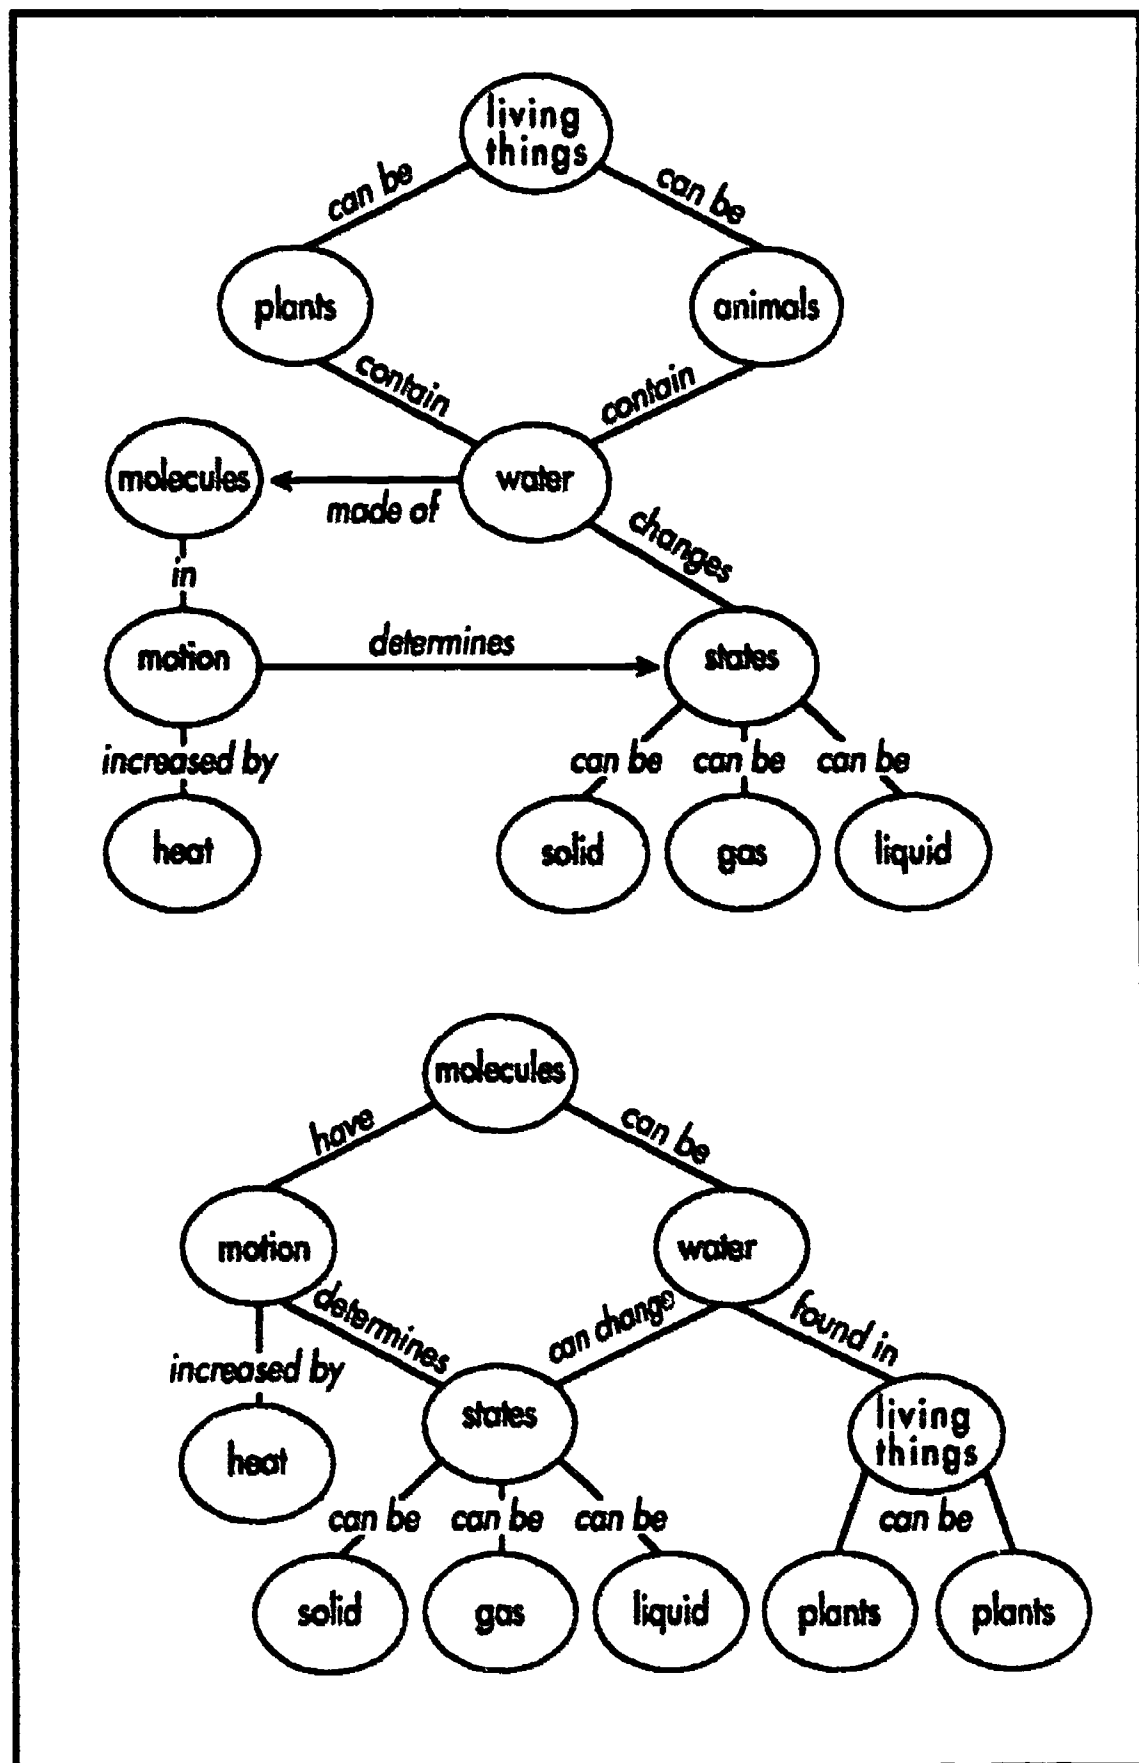 living
things
can be
can be
plants
animals
contain
contain
molecules
water
made of
changes
in
motion
determines
states
increased by
can be
can be
can be
heat
solid
gas
liquid
molecules
have
can be
motion
water
determines
can change
found in
increased by
states
living
things
heat
can be
can be
can be
can be
solid
gas
liquid
plants
plants